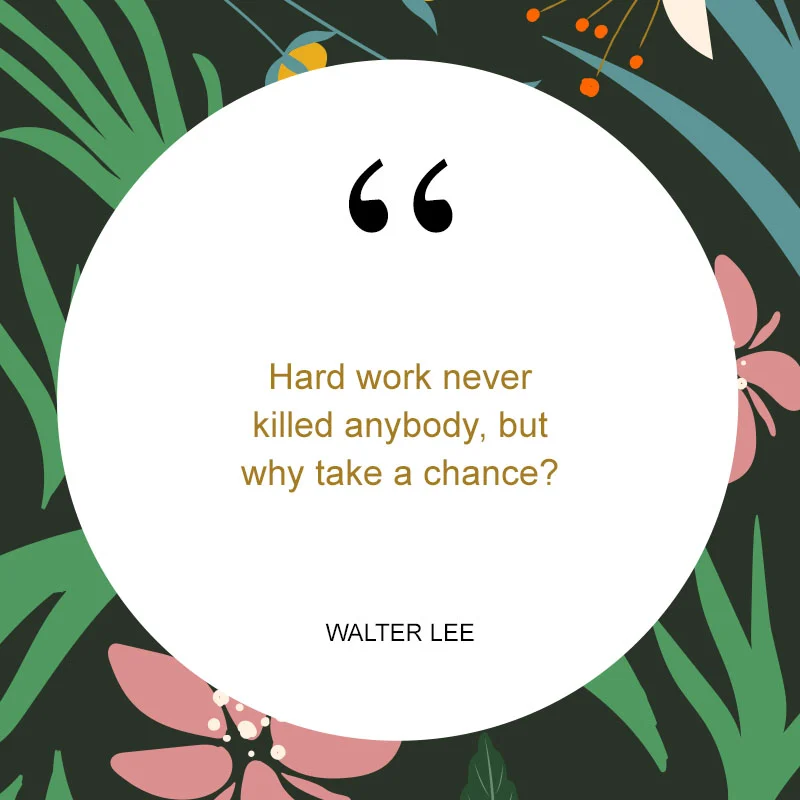 “
Hard work never
killed anybody, but
why take a chance?
WALTER LEE